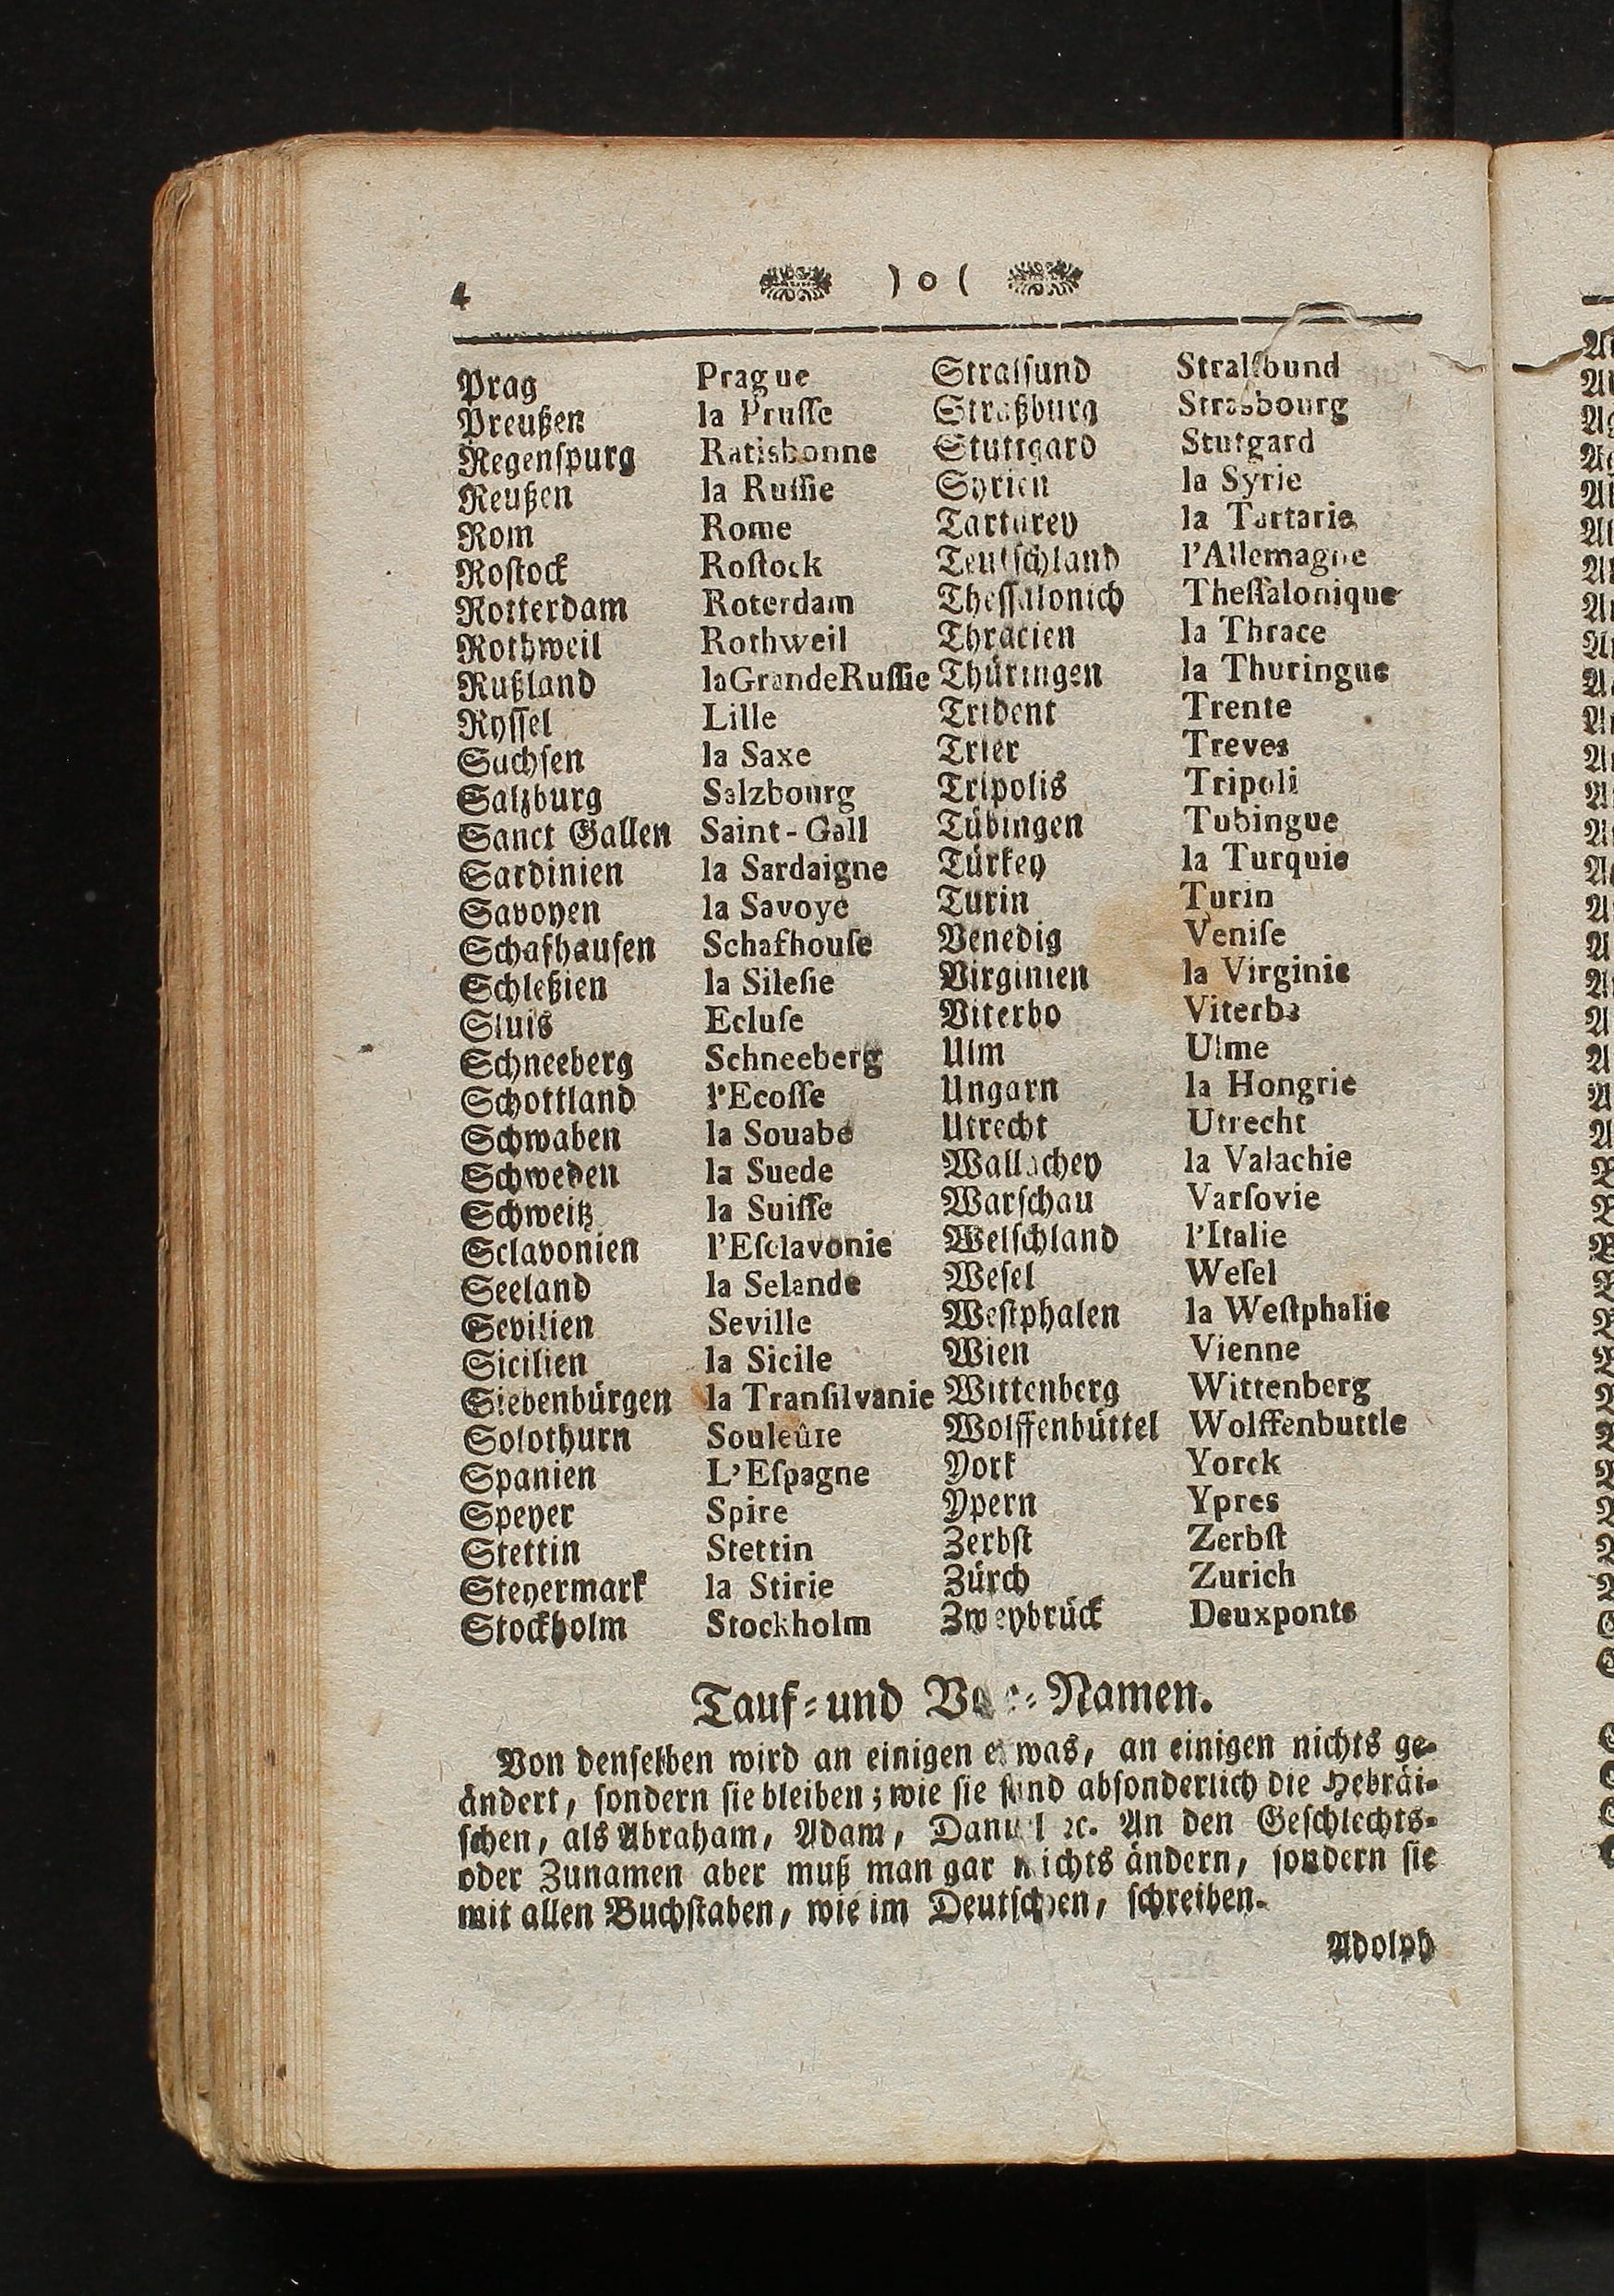 4 ) o (
Prag Prague
Preußen la Pruſſe
Regenſpurg Ratisbonne
Reußen la Ruſſie
Rom Rome
Roſtock Roſtock
Rotterdam Roterdam
Rothweil Rothweil
Rußland la Grande Ruſſie
Ryſſel Lille
Sachſen la Saxe
Salzburg Salzbourg
Sanct Gallen Saint-Gall
Sardinien la Sardaigne
Savoyen la Savoye
Schafhauſen Schafhouſe
Schleßien la Sileſie
Sluis Ecluſe
Schneeberg Schneeberg
Schottland l'Ecoſſe
Schwaben la Souabe
Schweden la Suede
Schweitz la Suiſſe
Sclavonien l'Eſclavonie
Seeland la Selande
Sevilien Seville
Sicilien la Sicile
Siebenbürgen la Tranſilvanie
Solothurn Souleûre
Spanien L'Eſpagne
Speyer Spire
Stettin Stettin
Steyermark la Stirie
Stockholm Stockholm
Stralſund Stralſound
Straßburg Strasbourg
Stuttgard Stutgard
Syrien la Syrie
Tartarey la Tartarie
Teutſchland l'Allemagne
Theſſalonich Theſſalonique
Thracien la Thrace
Thüringen la Thuringue
Trident Trente
Trier Treves
Tripolis Tripoli
Tübingen Tubingue
Türkey la Turquie
Turin Turin
Venedig Veniſe
Virginien la Virginie
Viterbo Viterbe
Ulm Ulme
Ungarn la Hongrie
Utrecht Utrecht
Wallachey la Valachie
Warſchau Varſovie
Welſchland l'Italie
Weſel Weſel
Weſtphalen la Weſtphalie
Wien Vienne
Wittenberg Wittenberg
Wolffenbüttel Wolffenbuttle
York Yorck
Ypern Ypres
Zerbſt Zerbſt
Zürch Zurich
Zweybrück Deuxponts
Tauf- und Vor-Namen.
Von denſelben wird an einigen etwas, an einigen nichts ge-
ändert, ſondern ſie bleiben; wie ſie ſind abſonderlich die Hebräi-
ſchen, als Abraham, Adam, Daniel ꝛc. An den Geſchlechts-
oder Zunamen aber muß man gar nichts ändern, ſondern ſie
mit allen Buchſtaben, wie im Deutſchen, ſchreiben.
Adolph